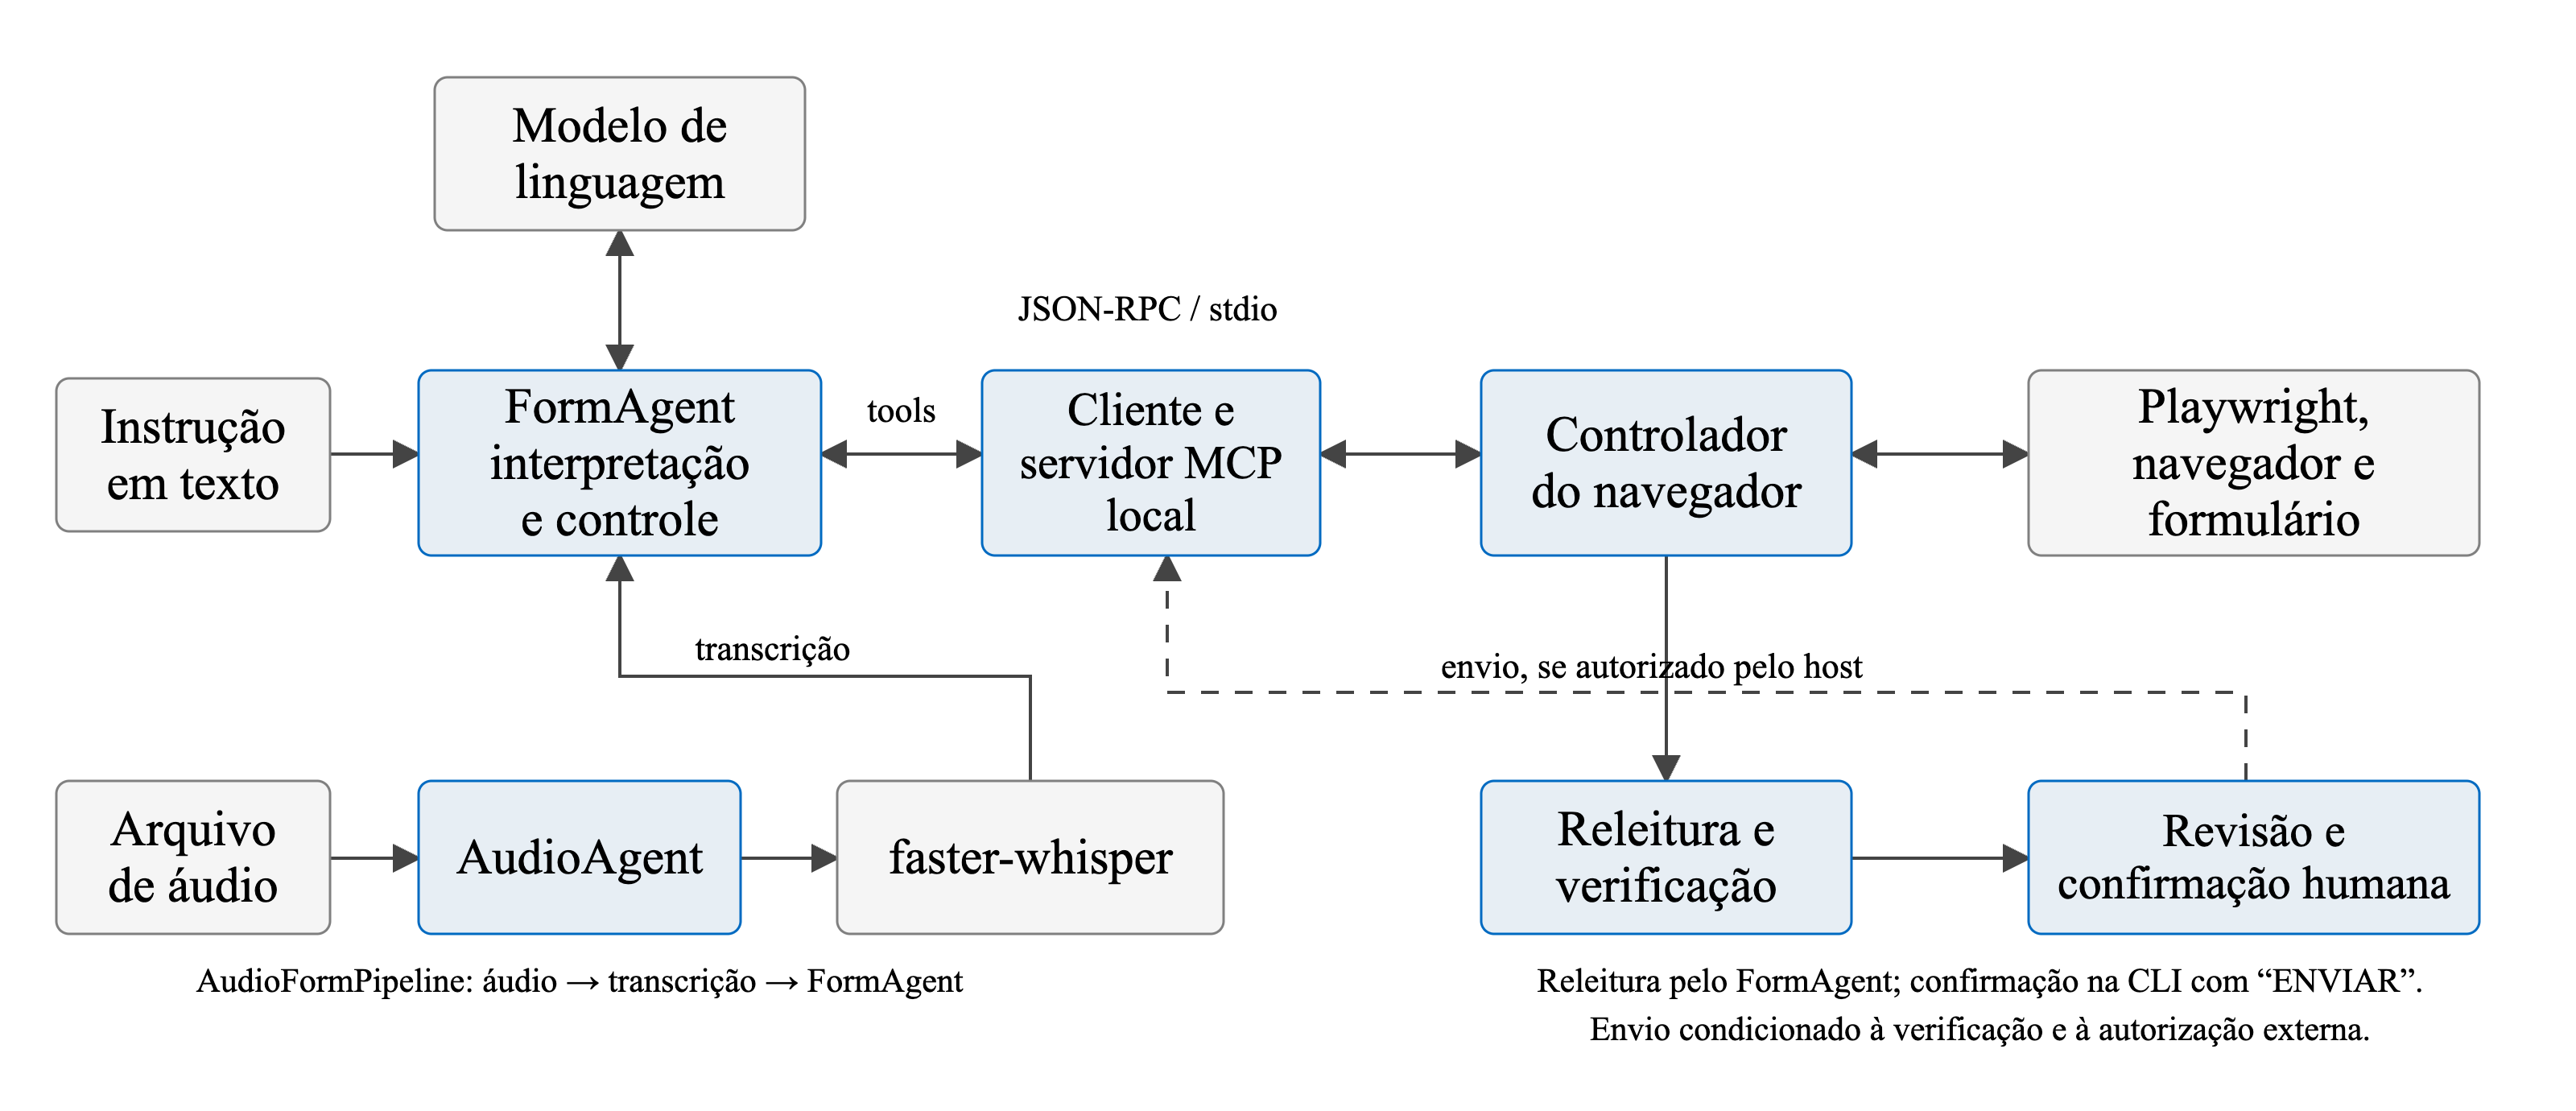 Modelo de
linguagem
JSON-RPC / stdio
Instrução
em texto
FormAgent
interpretação
e controle
tools
Cliente e
servidor MCP
local
Controlador
do navegador
Playwright,
navegador e
formulário
transcrição
envio, se autorizado pelo host
Arquivo
de áudio
AudioAgent
faster-whisper
Releitura e
verificação
Revisão e
confirmação humana
AudioFormPipeline: áudio → transcrição → FormAgent
Releitura pelo FormAgent; confirmação na CLI com “ENVIAR”.
Envio condicionado à verificação e à autorização externa.